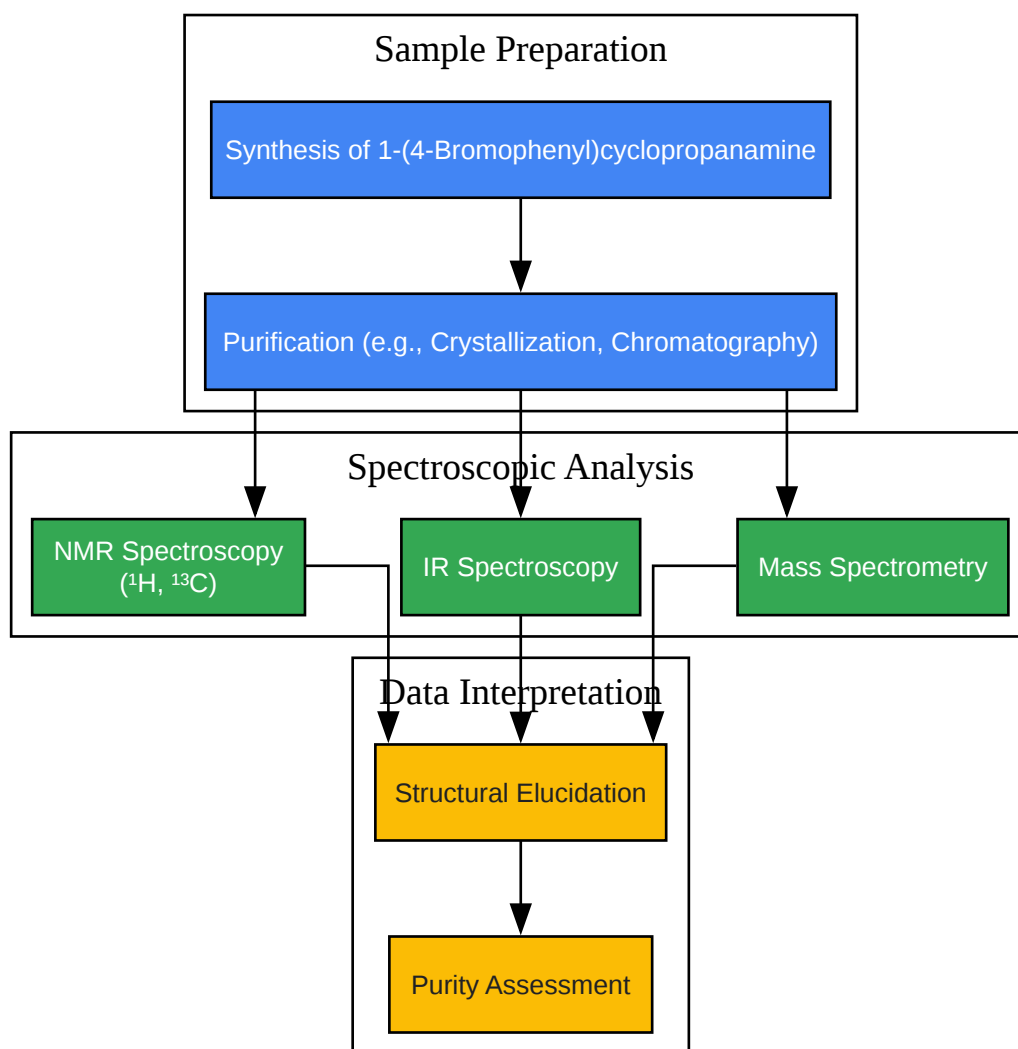 Sample Preparation
Synthesis of 1-(4-Bromophenyl)cyclopropanamine
Purification (e.g., Crystallization, Chromatography)
Spectroscopic Analysis
NMR Spectroscopy
(¹H, ¹³C)
IR Spectroscopy
Mass Spectrometry
Data Interpretation
Structural Elucidation
Purity Assessment